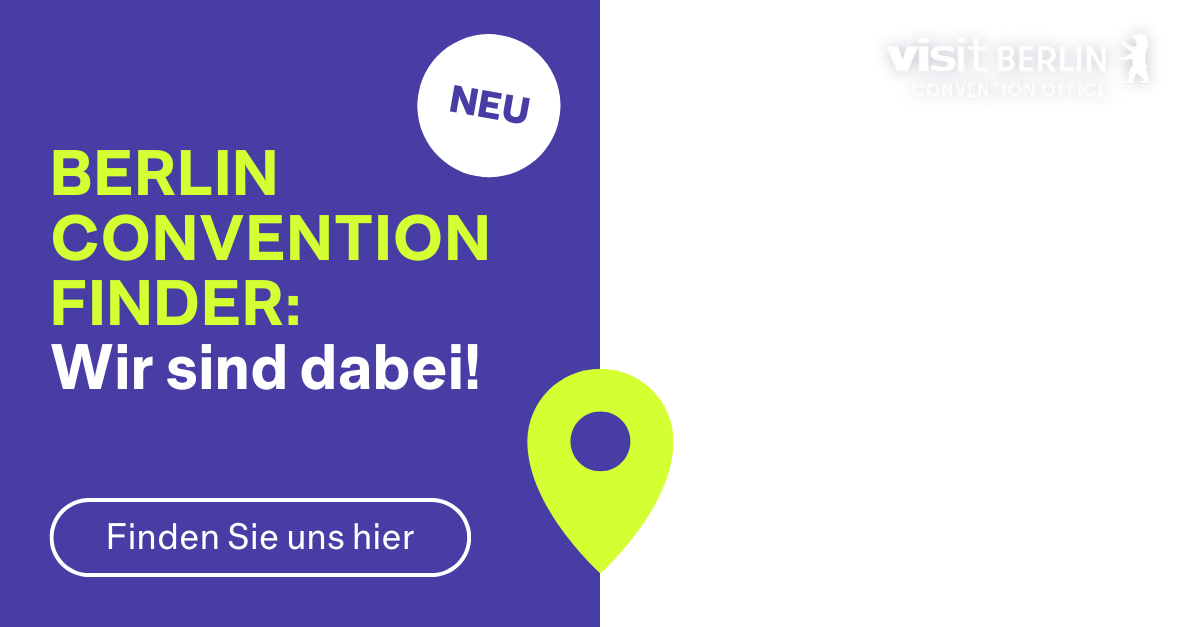 NEU
BERLIN
CONVENTION
FINDER:
Wir sind dabei!
Finden Sie uns hier
visit BERLIN
CONVENTION OFFICE